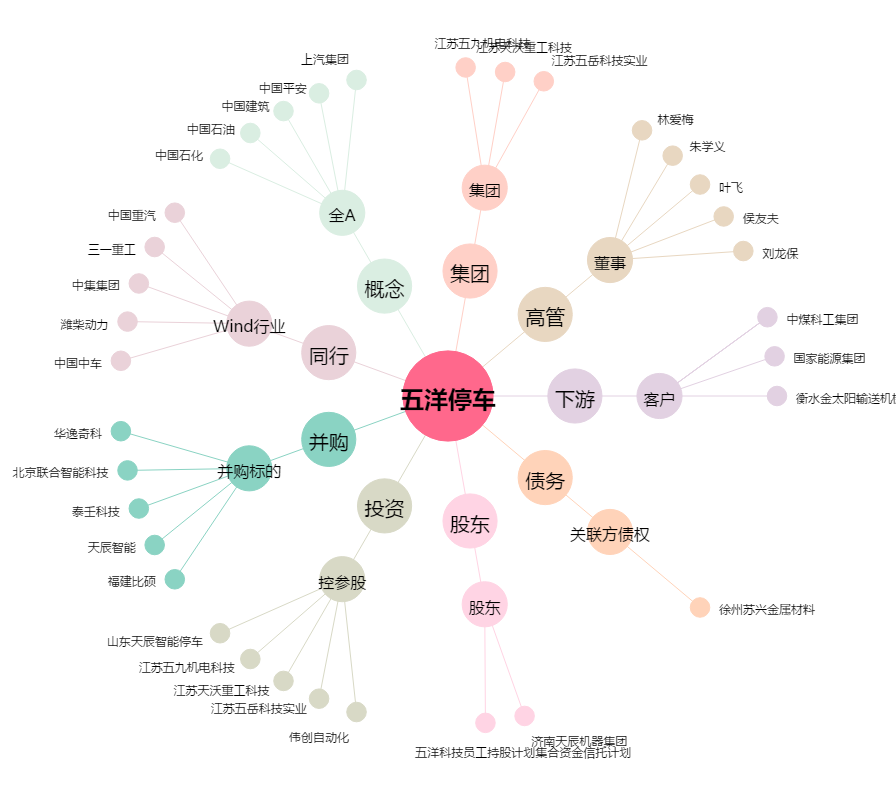 江苏五九机电科技
江苏天沃重工科技
江苏五岳科技实业
上汽集团
中国平安
中国建筑
中国石油
中国石化
林爱梅
朱学义
叶飞
侯友夫
刘龙保
集团
全A
中国重汽
三一重工
中集集团
潍柴动力
中国中车
董事
集团
概念
高管
Wind行业
同行
中煤科工集团
国家能源集团
衡水金太阳输送机
五洋停车
下游
客户
并购
并购标的
华逸奇科
北京联合智能科技
泰壬科技
天辰智能
福建比硕
债务
投资
股东
关联方债权
控参股
股东
徐州苏兴金属材料
山东天辰智能停车
江苏五九机电科技
江苏天沃重工科技
江苏五岳科技实业
伟创自动化
济南天辰机器集团
五洋科技员工持股计划集合资金信托计划